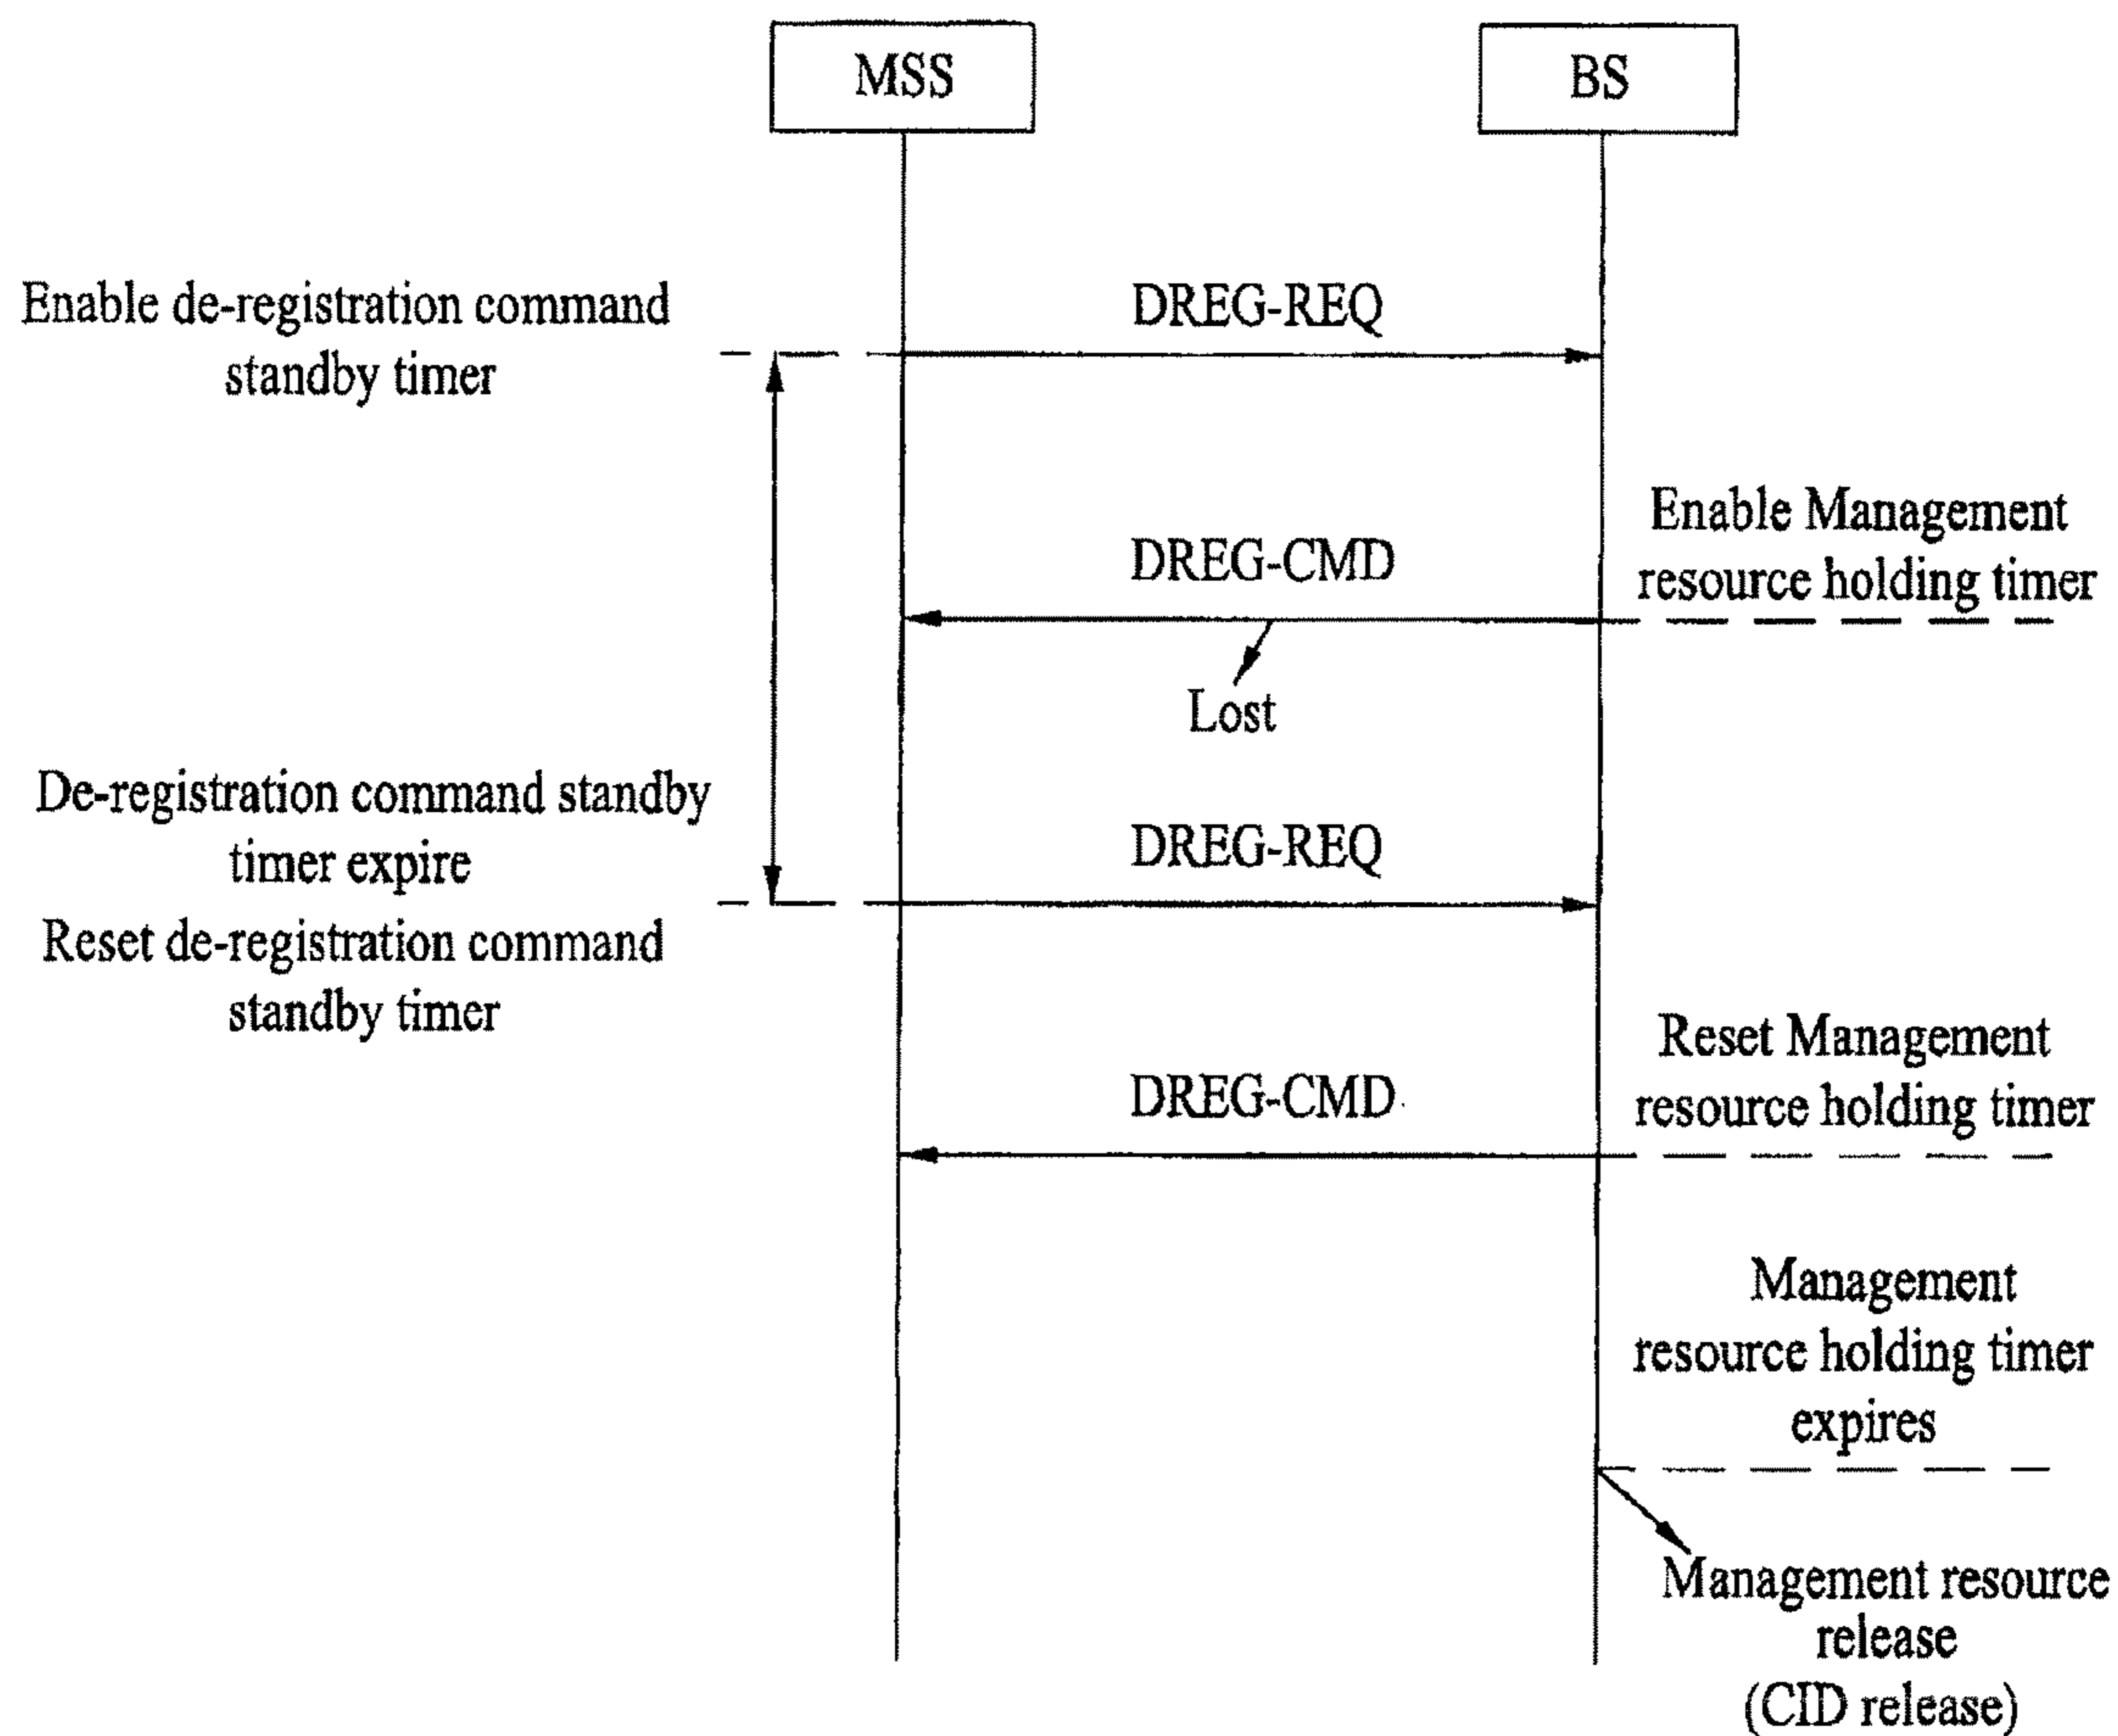 MSS
BS
Enable de-registration command
standby timer
DREG-REQ
Enable Management
resource holding timer
DREG-CMD
Lost
De-registration command standby
timer expire
DREG-REQ
Reset de-registration command
standby timer
Reset Management
resource holding timer
DREG-CMD
Management
resource holding timer
expires
Management resource
release
(CID release)